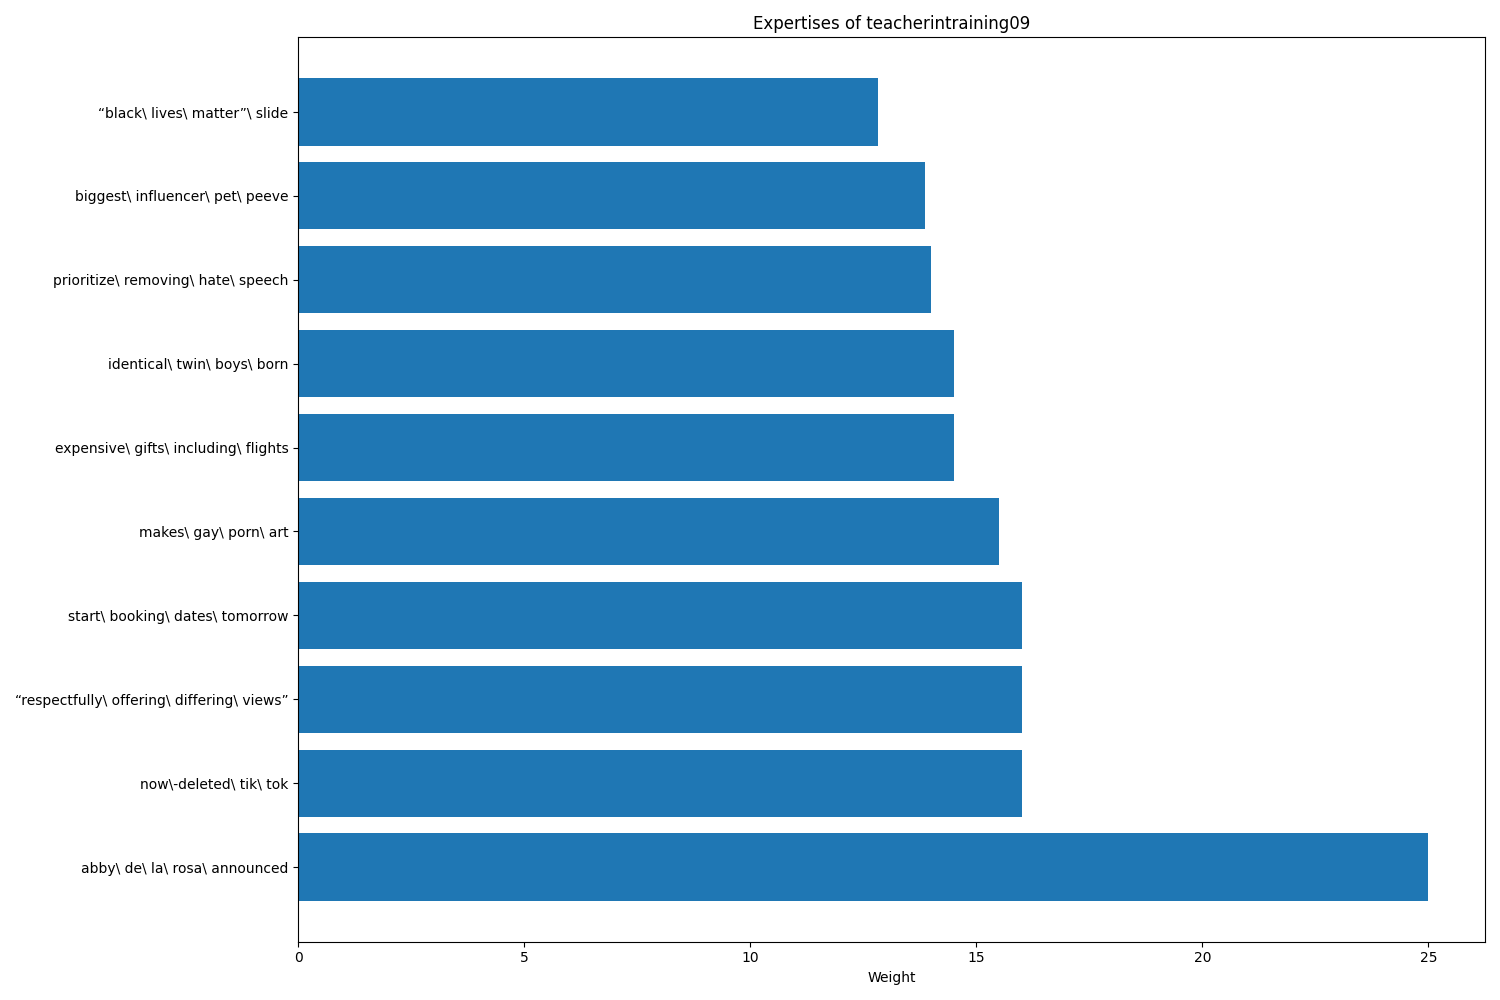 Expertises of teacherintraining09
“black\ lives\ matter”\ slide
biggest\ influencer\ pet\ peeve
prioritize\ removing\ hate\ speech
identical\ twin\ boys\ born
expensive\ gifts\ including\ flights
makes\ gay\ porn\ art
start\ booking\ dates\ tomorrow
“respectfully\ offering\ differing\ views”
now\-deleted\ tik\ tok
abby\ de\ la\ rosa\ announced
0 5 10 15 20 25
Weight